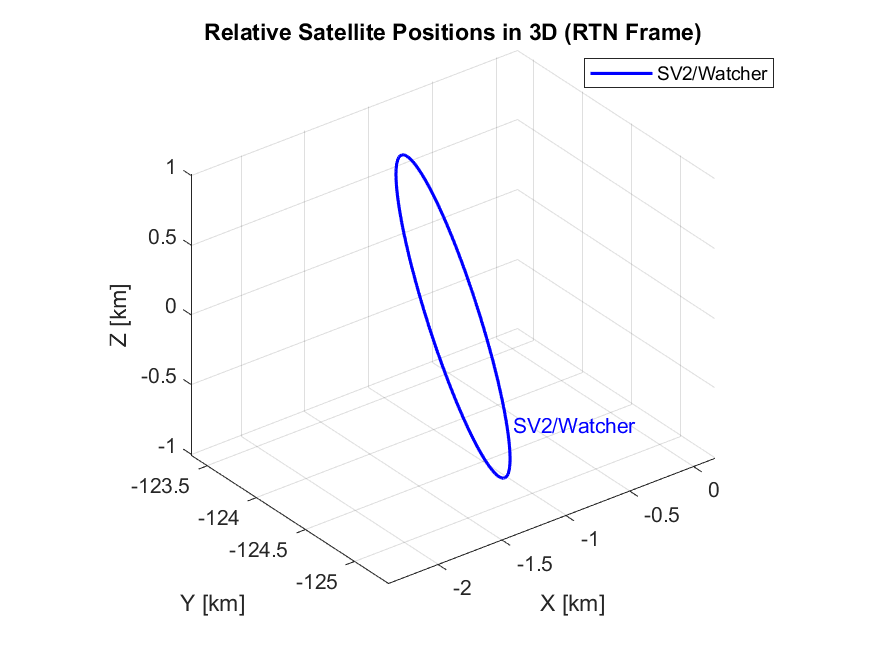 Relative Satellite Positions in 3D (RTN Frame)
SV2/Watcher
1
0.5
0
-0.5
-1
Z [km]
SV2/Watcher
-123.5
-124
-124.5
-125
Y [km]
0
-0.5
-1
-1.5
-2
X [km]